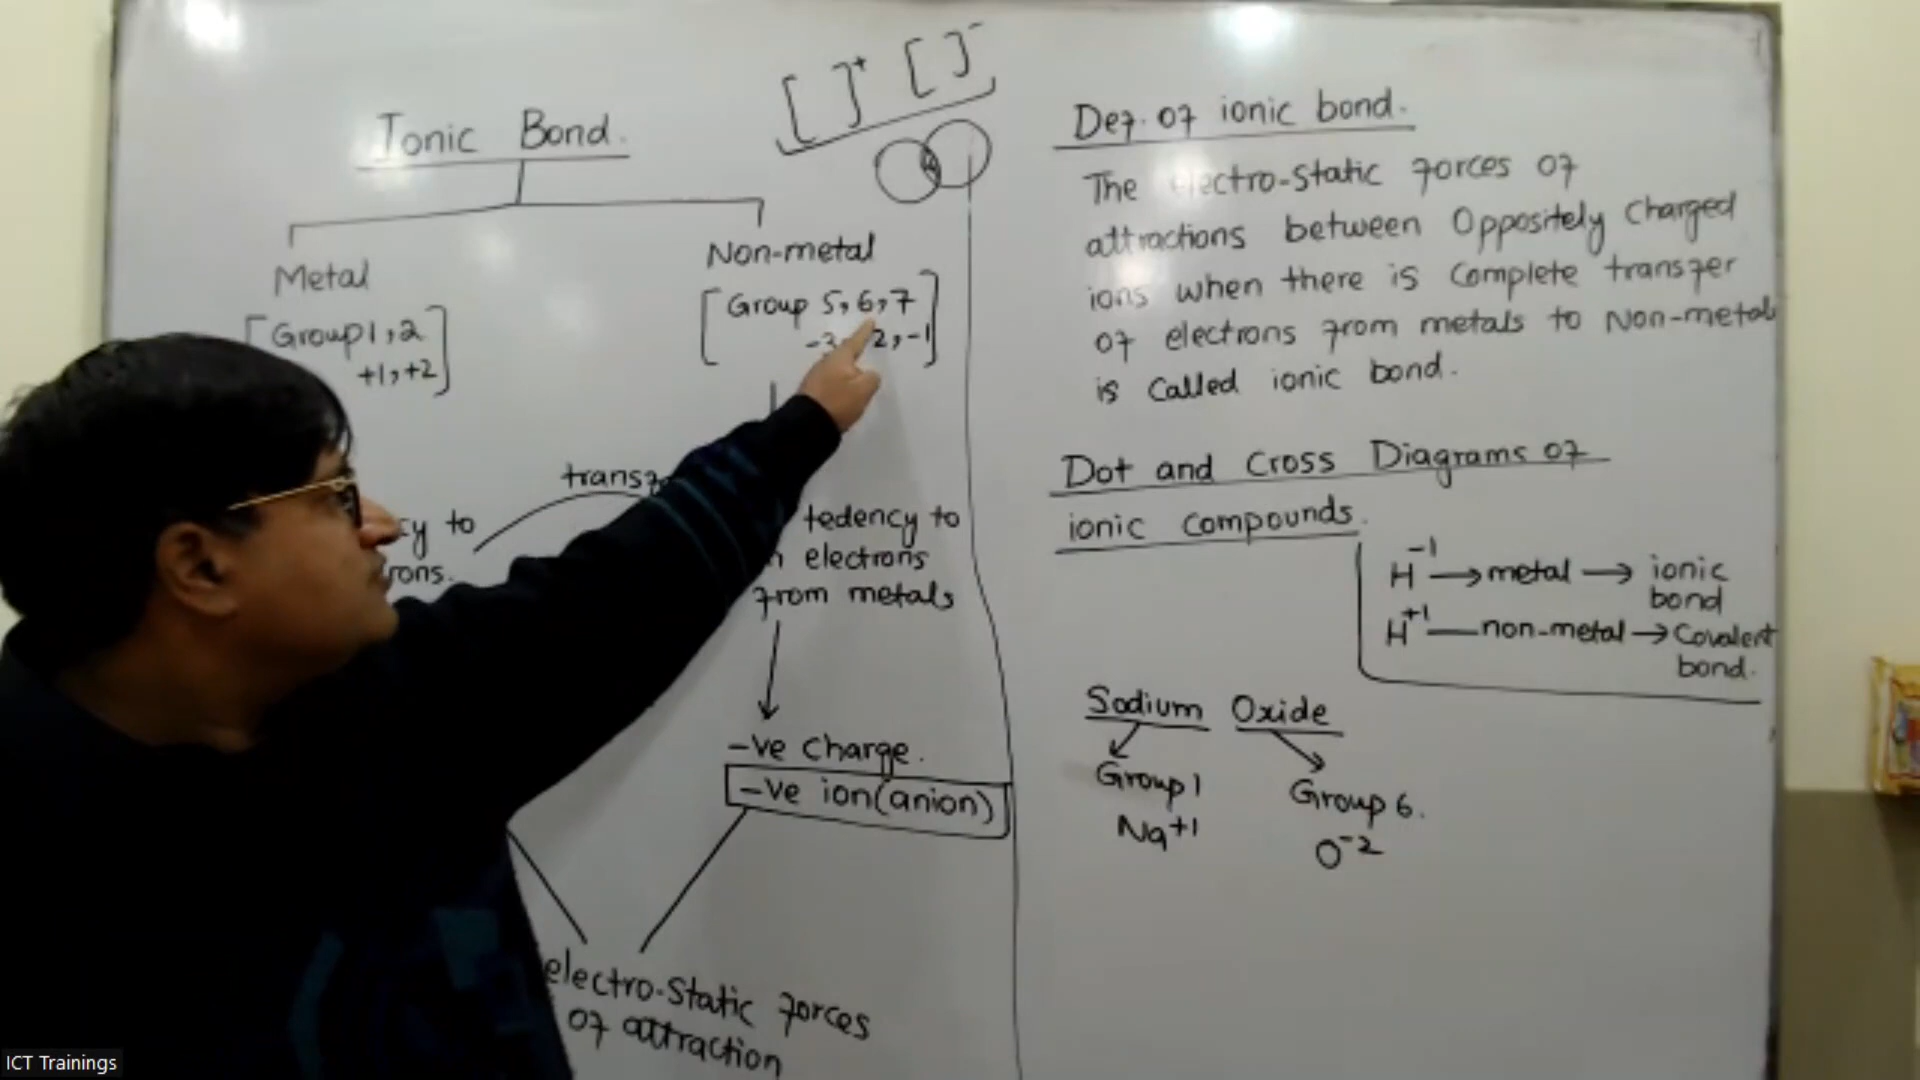 [ ]+ [ ]-
Ionic Bond.
Metal
[Group 1, 2
+1, +2]
Non-metal
[Group 5, 6, 7
-3, 2, -1]
to
rons.
tedency to
electrons
from metals
-ve Charge.
-ve ion(anion)
electro-Static forces
of attraction
Def. of ionic bond.
The electro-Static forces of
attractions between Oppositely Charged
ions when there is Complete transfer
of electrons from metals to Non-metals
is Called ionic bond.
Dot and Cross Diagrams of
ionic compounds.
H-1 → metal → ionic
bond
H+1 — non-metal → Covalent
bond.
Sodium Oxide
Group 1
Na+1
Group 6.
O-2
ICT Trainings